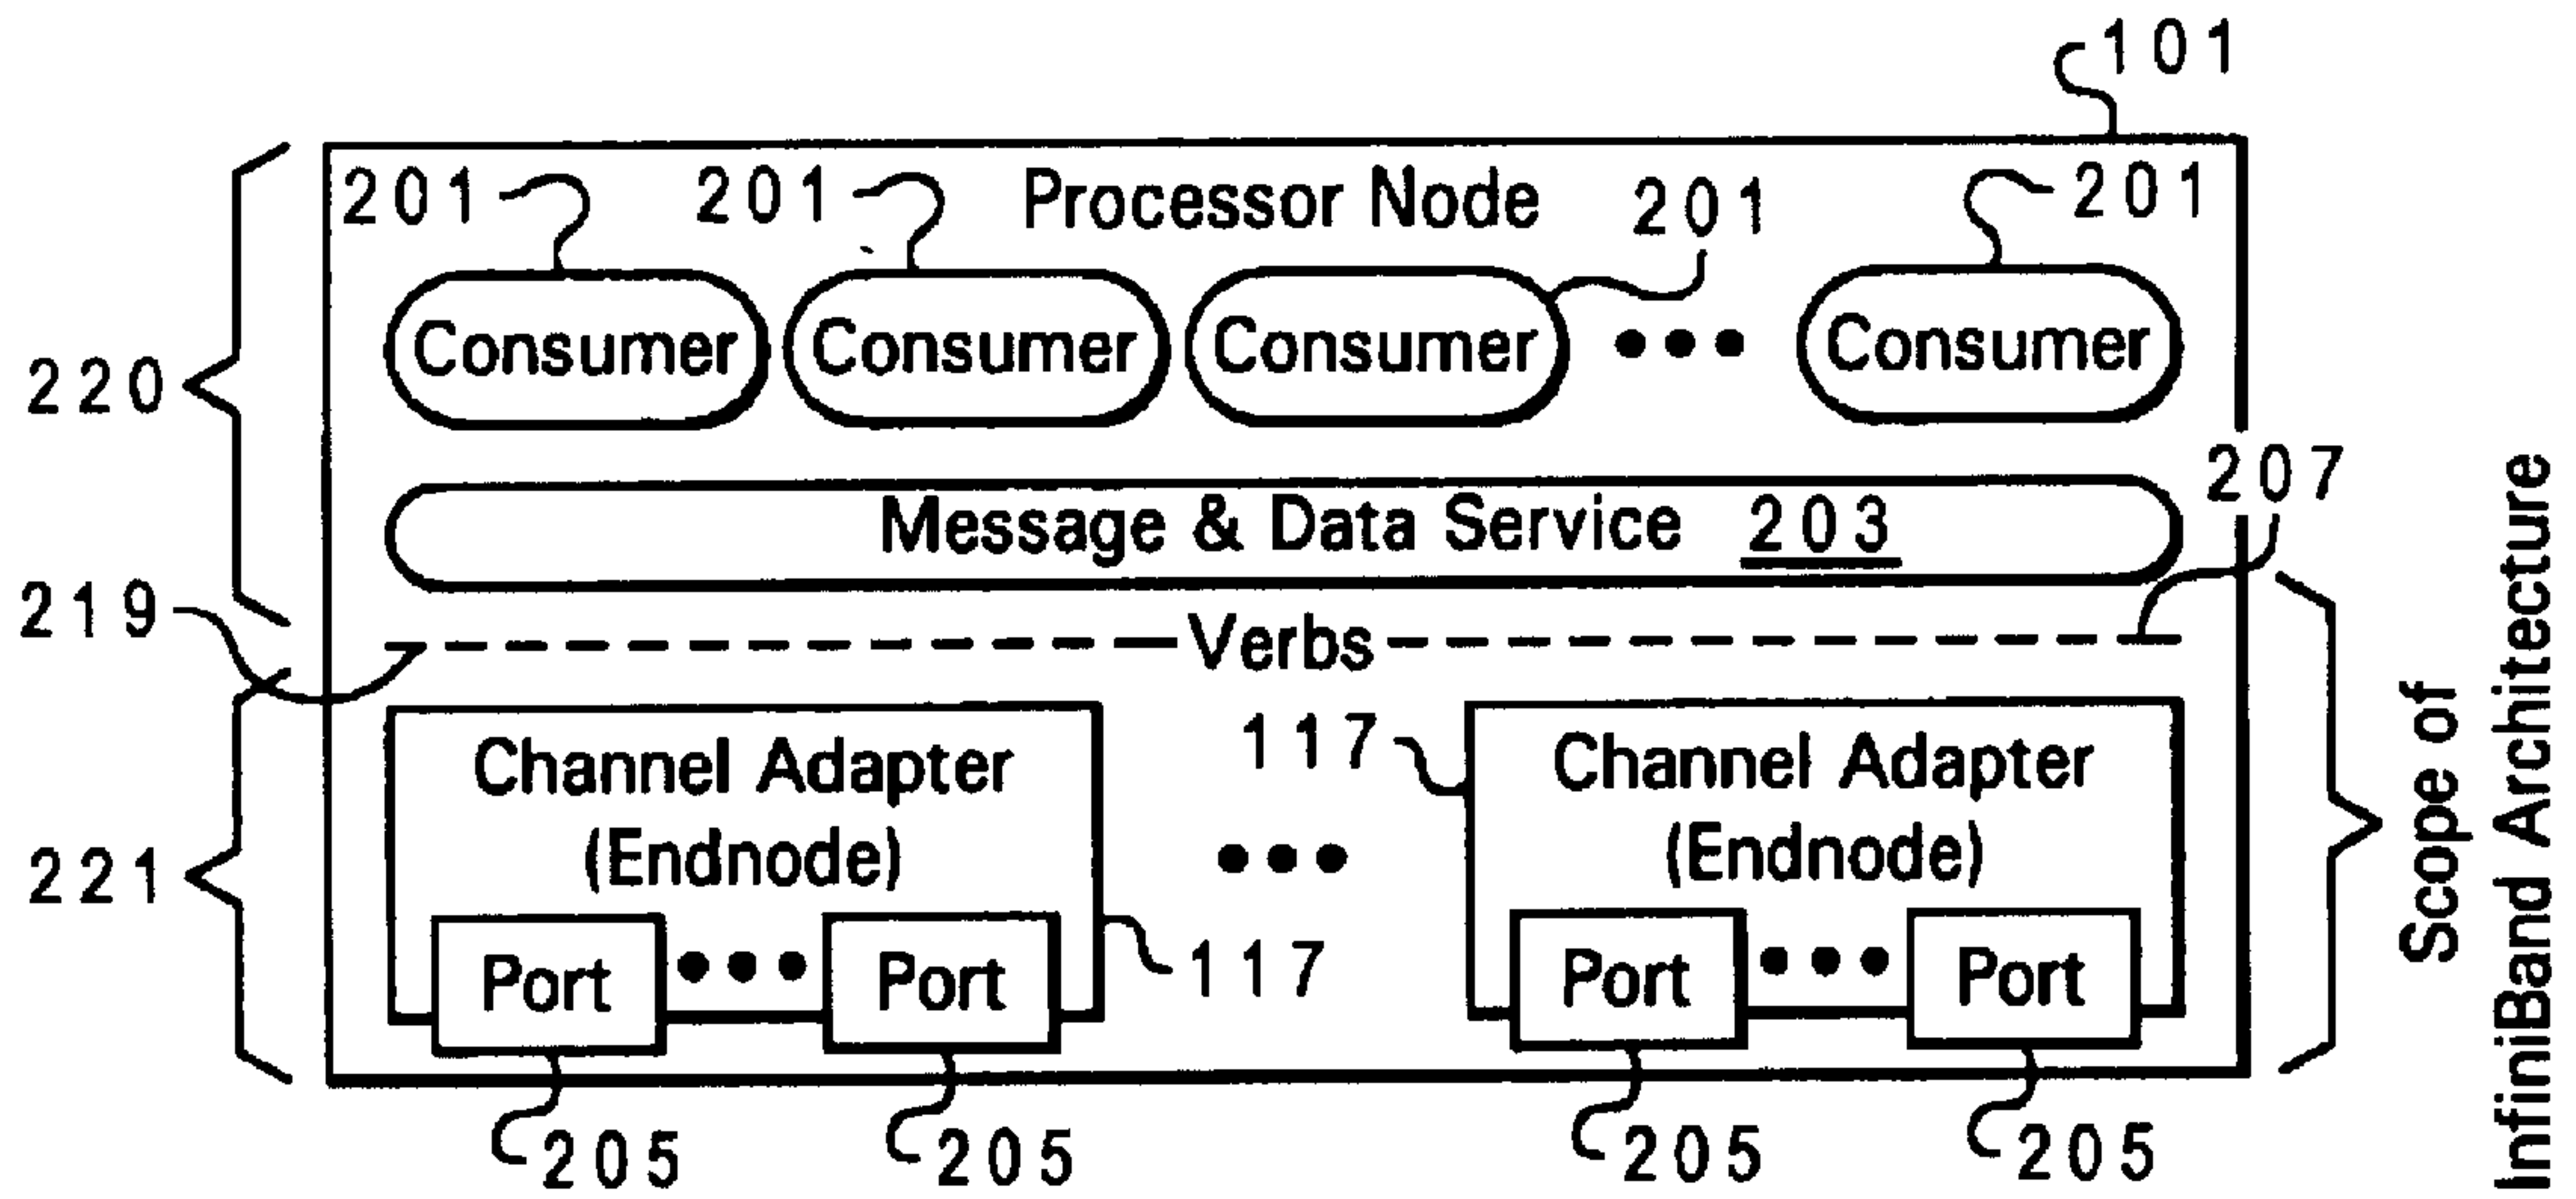 101
201 201 Processor Node 201 201
Consumer Consumer Consumer ••• Consumer
220
207
Message & Data Service 203
219
Verbs
Channel Adapter 117 Channel Adapter
(Endnode) ••• (Endnode)
221
Port ••• Port 117 Port ••• Port
205 205 205 205
Scope of
InfiniBand Architecture